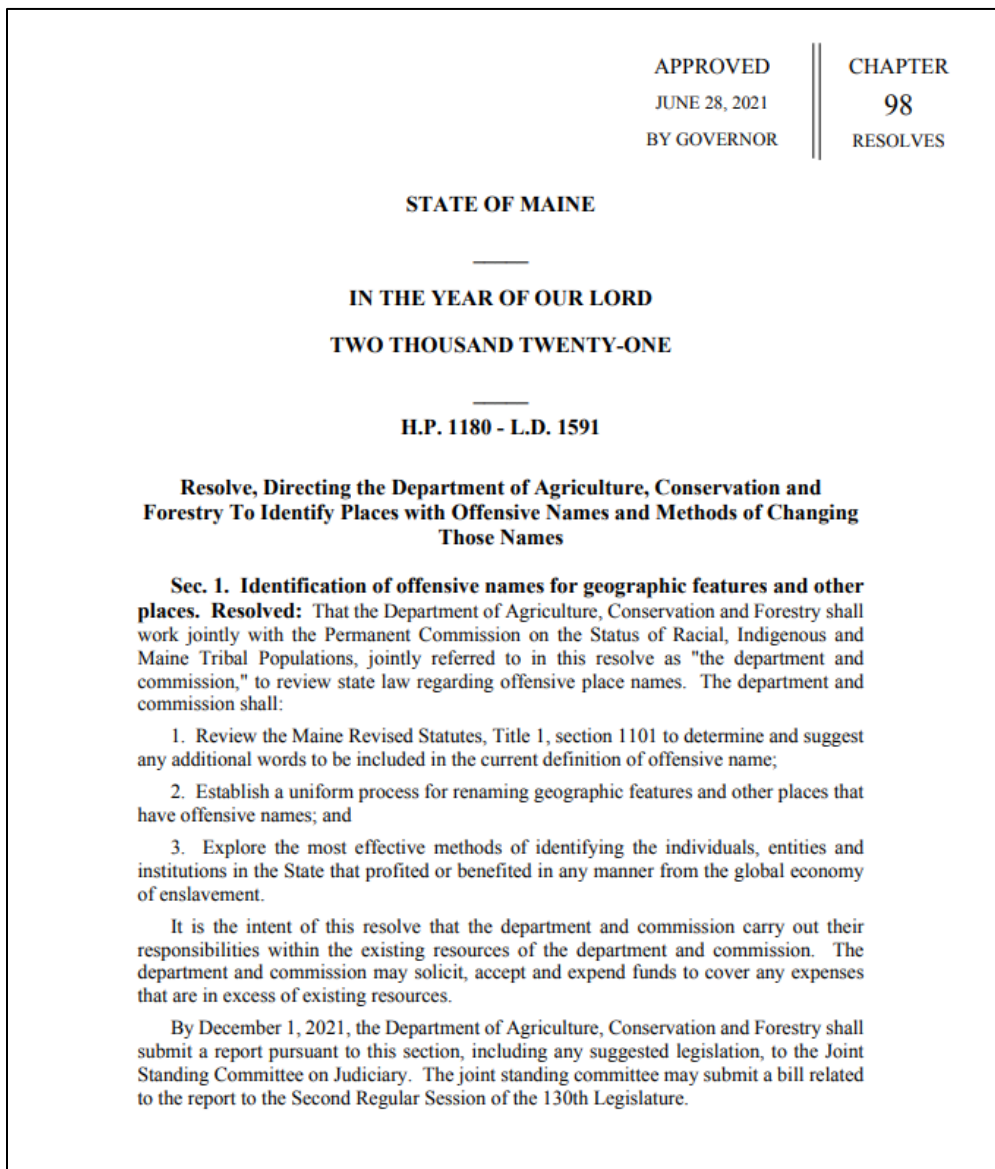 APPROVED
JUNE 28, 2021
BY GOVERNOR
CHAPTER
98
RESOLVES
STATE OF MAINE
IN THE YEAR OF OUR LORD
TWO THOUSAND TWENTY-ONE
H.P. 1180 - L.D. 1591
Resolve, Directing the Department of Agriculture, Conservation and
Forestry To Identify Places with Offensive Names and Methods of Changing
Those Names
Sec. 1. Identification of offensive names for geographic features and other
places. Resolved: That the Department of Agriculture, Conservation and Forestry shall
work jointly with the Permanent Commission on the Status of Racial, Indigenous and
Maine Tribal Populations, jointly referred to in this resolve as "the department and
commission," to review state law regarding offensive place names. The department and
commission shall:
1. Review the Maine Revised Statutes, Title 1, section 1101 to determine and suggest
any additional words to be included in the current definition of offensive name;
2. Establish a uniform process for renaming geographic features and other places that
have offensive names; and
3. Explore the most effective methods of identifying the individuals, entities and
institutions in the State that profited or benefited in any manner from the global economy
of enslavement.
It is the intent of this resolve that the department and commission carry out their
responsibilities within the existing resources of the department and commission. The
department and commission may solicit, accept and expend funds to cover any expenses
that are in excess of existing resources.
By December 1, 2021, the Department of Agriculture, Conservation and Forestry shall
submit a report pursuant to this section, including any suggested legislation, to the Joint
Standing Committee on Judiciary. The joint standing committee may submit a bill related
to the report to the Second Regular Session of the 130th Legislature.